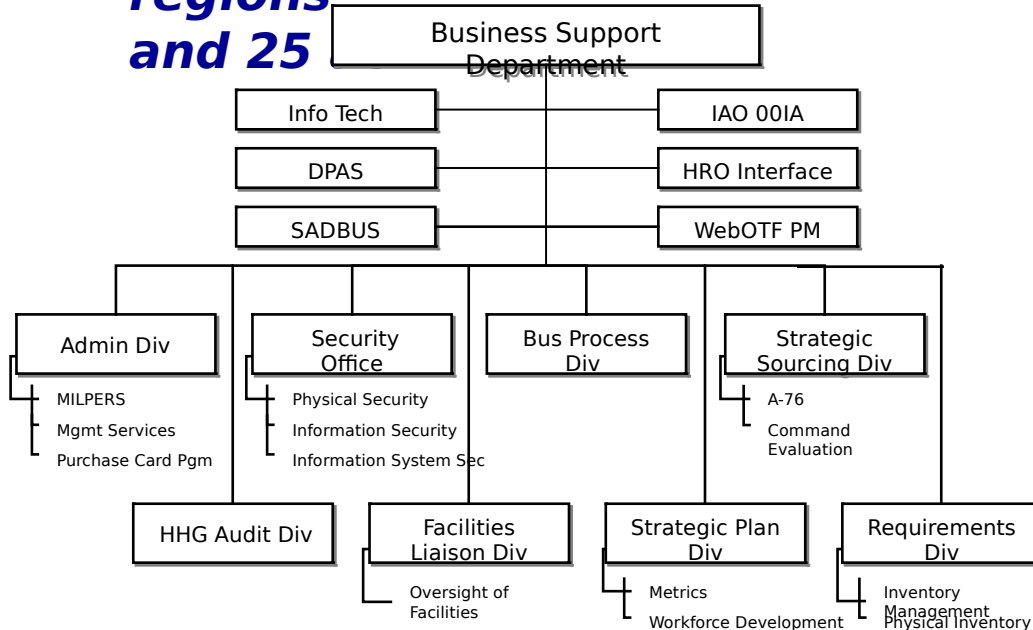 regions
and 25
Business Support
Department
Info Tech
IAO 00IA
DPAS
HRO Interface
SADBUS
WebOTF PM
Admin Div
Security
Office
Bus Process
Div
Strategic
Sourcing Div
MILPERS
Mgmt Services
Purchase Card Pgm
Physical Security
Information Security
Information System Sec
A-76
Command
Evaluation
HHG Audit Div
Facilities
Liaison Div
Strategic Plan
Div
Requirements
Div
Oversight of
Facilities
Metrics
Workforce Development
Inventory
Management
Physical Inventory